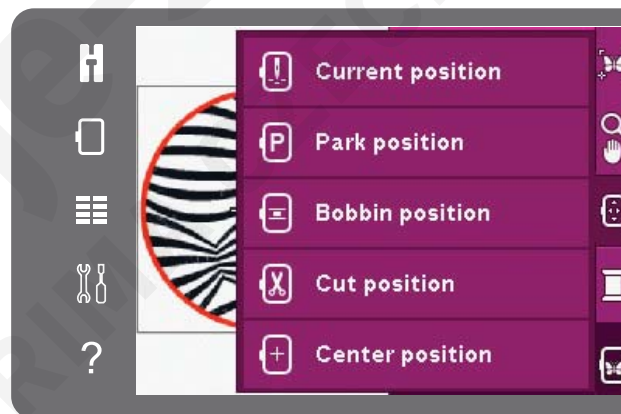 Current position
P
Park position
Bobbin position
Cut position
Center position
?